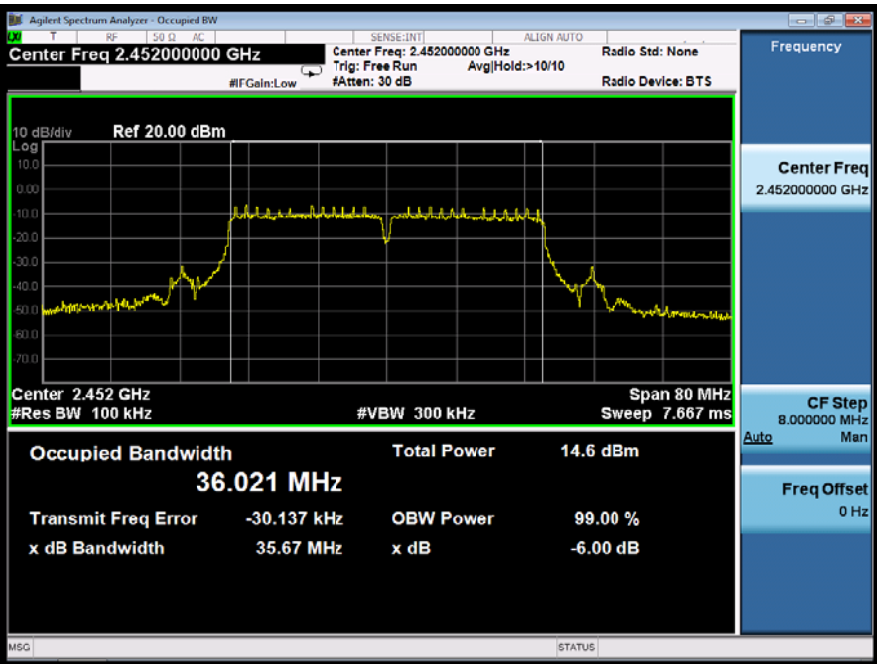 Agilent Spectrum Analyzer - Occupied BW
LXI T RF 50 Ω AC SENSE:INT ALIGN AUTO
Center Freq 2.452000000 GHz
Center Freq: 2.452000000 GHz
Radio Std: None
Trig: Free Run Avg|Hold:>10/10
#IFGain:Low #Atten: 30 dB Radio Device: BTS
Frequency
10 dB/div Ref 20.00 dBm
Log
10.0
0.00
-10.0
-20.0
-30.0
-40.0
-50.0
-60.0
-70.0
Center Freq
2.452000000 GHz
Center 2.452 GHz Span 80 MHz
#Res BW 100 kHz #VBW 300 kHz Sweep 7.667 ms
CF Step
8.000000 MHz
Auto Man
Freq Offset
0 Hz
Occupied Bandwidth Total Power 14.6 dBm
36.021 MHz
Transmit Freq Error -30.137 kHz OBW Power 99.00 %
x dB Bandwidth 35.67 MHz x dB -6.00 dB
MSG STATUS